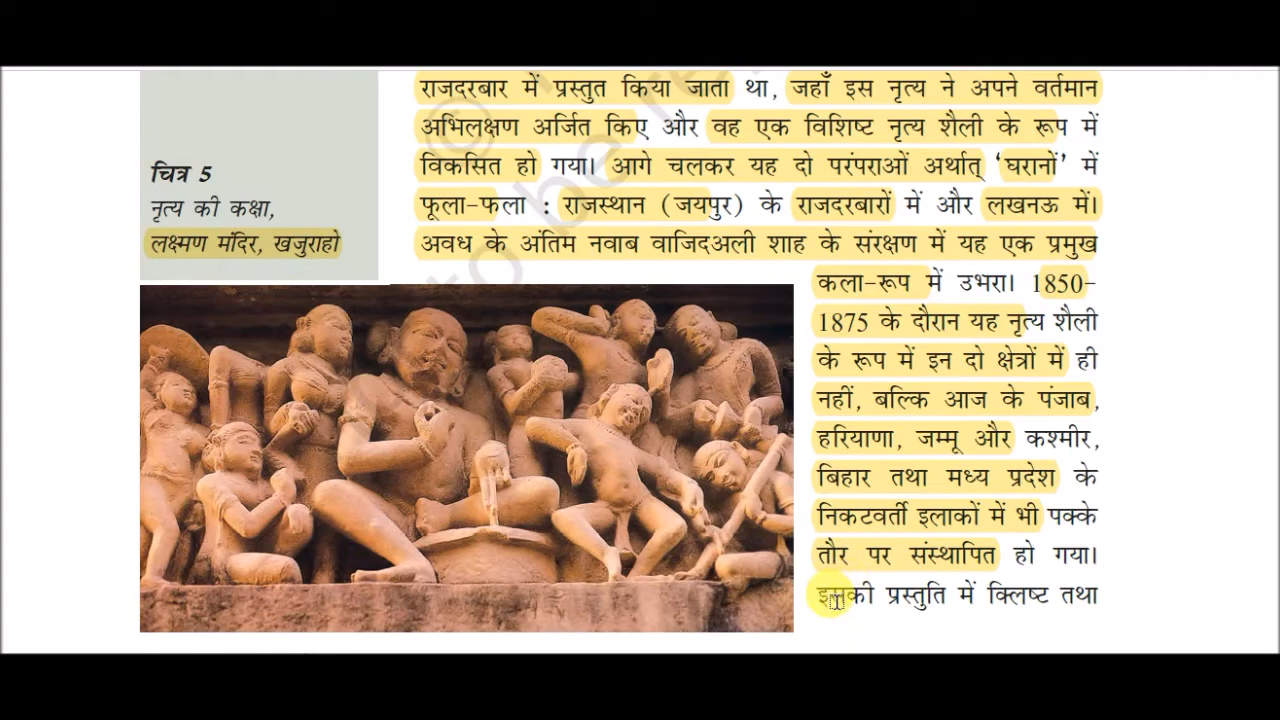 राजदरबार में प्रस्तुत किया जाता था, जहाँ इस नृत्य ने अपने वर्तमान
अभिलक्षण अर्जित किए और वह एक विशिष्ट नृत्य शैली के रूप में
विकसित हो गया। आगे चलकर यह दो परंपराओं अर्थात् ‘घरानों’ में
फूला-फला : राजस्थान (जयपुर) के राजदरबारों में और लखनऊ में।
अवध के अंतिम नवाब वाजिदअली शाह के संरक्षण में यह एक प्रमुख
कला-रूप में उभरा। 1850-
1875 के दौरान यह नृत्य शैली
के रूप में इन दो क्षेत्रों में ही
नहीं, बल्कि आज के पंजाब,
हरियाणा, जम्मू और कश्मीर,
बिहार तथा मध्य प्रदेश के
निकटवर्ती इलाकों में भी पक्के
तौर पर संस्थापित हो गया।
इसकी प्रस्तुति में क्लिष्ट तथा
चित्र 5
नृत्य की कक्षा,
लक्ष्मण मंदिर, खजुराहो